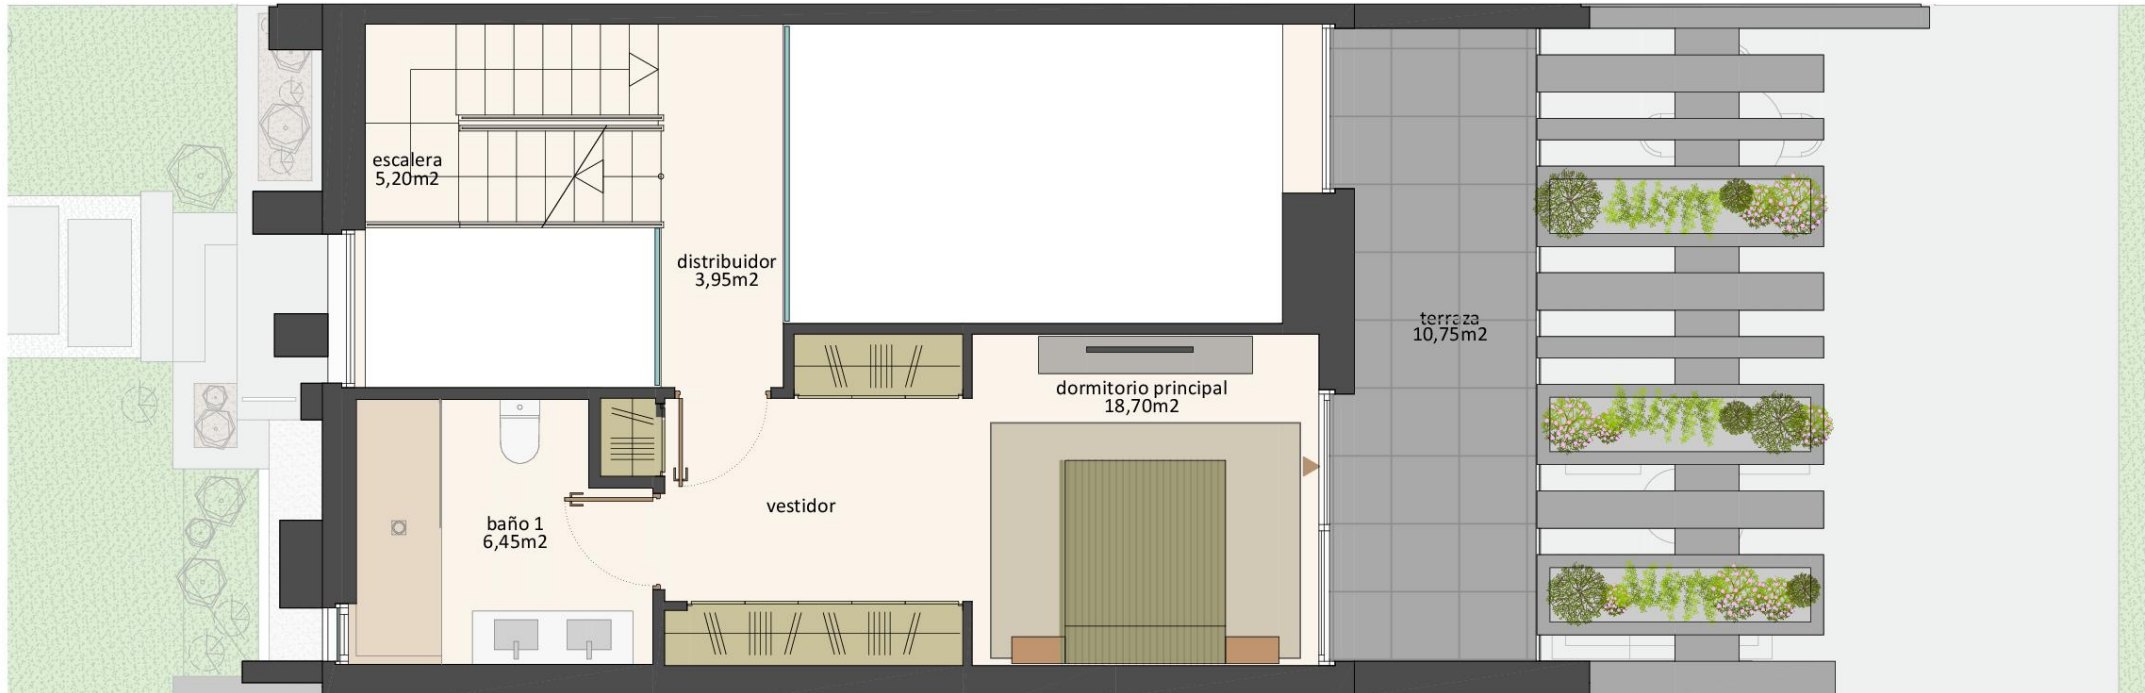 escalera
5,20m2
distribuidor
3,95m2
terraza
10,75m2
dormitorio principal
18,70m2
vestidor
baño 1
6,45m2